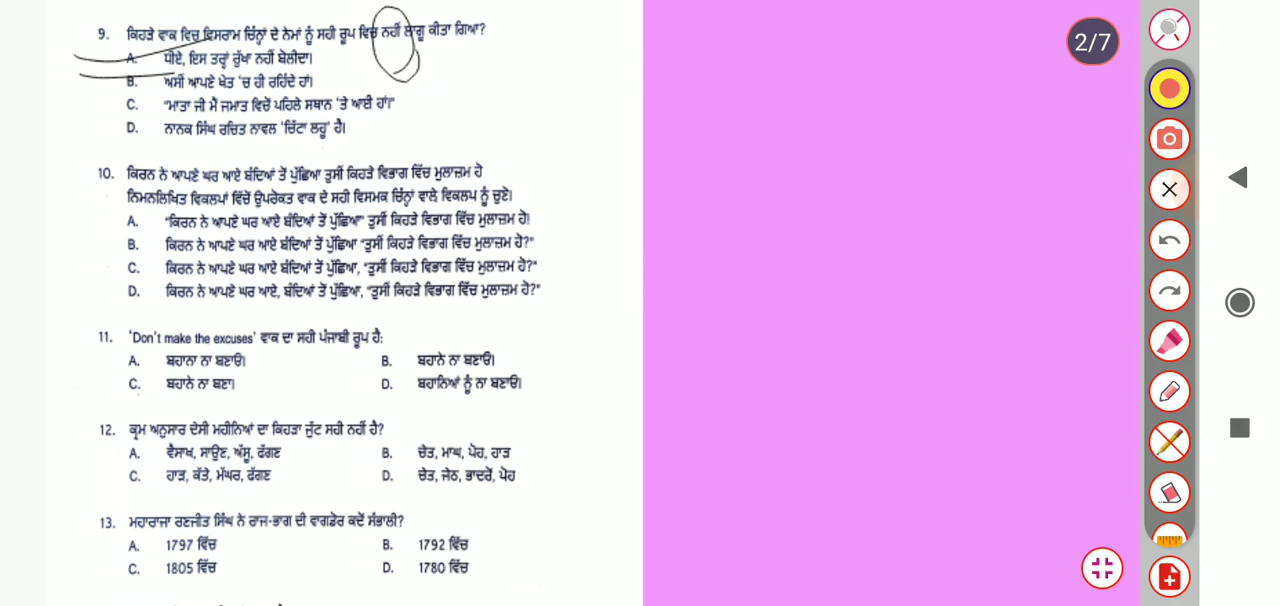 9. ਕਿਹੜੇ ਵਾਕ ਵਿਚ ਵਿਸਰਾਮ ਚਿੰਨ੍ਹਾਂ ਦੇ ਨੇਮਾਂ ਨੂੰ ਸਹੀ ਰੂਪ ਵਿਚ ਨਹੀਂ ਲਾਗੂ ਕੀਤਾ ਗਿਆ?
A. ਧੀਏ, ਇਸ ਤਰ੍ਹਾਂ ਰੁੱਖਾ ਨਹੀਂ ਬੋਲੀਦਾ।
B. ਅਸੀਂ ਆਪਣੇ ਖੇਤ 'ਚ ਹੀ ਰਹਿੰਦੇ ਹਾਂ।
C. "ਮਾਤਾ ਜੀ ਮੈਂ ਜਮਾਤ ਵਿਚੋਂ ਪਹਿਲੇ ਸਥਾਨ 'ਤੇ ਆਈ ਹਾਂ।"
D. ਨਾਨਕ ਸਿੰਘ ਰਚਿਤ ਨਾਵਲ 'ਚਿੱਟਾ ਲਹੂ' ਹੈ।
10. ਕਿਰਨ ਨੇ ਆਪਣੇ ਘਰ ਆਏ ਬੰਦਿਆਂ ਤੋਂ ਪੁੱਛਿਆ ਤੁਸੀਂ ਕਿਹੜੇ ਵਿਭਾਗ ਵਿੱਚ ਮੁਲਾਜ਼ਮ ਹੋ
ਨਿਮਨਲਿਖਿਤ ਵਿਕਲਪਾਂ ਵਿੱਚੋਂ ਉਪਰੋਕਤ ਵਾਕ ਦੇ ਸਹੀ ਵਿਸਮਕ ਚਿੰਨ੍ਹਾਂ ਵਾਲੇ ਵਿਕਲਪ ਨੂੰ ਚੁਣੋ।
A. "ਕਿਰਨ ਨੇ ਆਪਣੇ ਘਰ ਆਏ ਬੰਦਿਆਂ ਤੋਂ ਪੁੱਛਿਆ" ਤੁਸੀਂ ਕਿਹੜੇ ਵਿਭਾਗ ਵਿੱਚ ਮੁਲਾਜ਼ਮ ਹੋ!
B. ਕਿਰਨ ਨੇ ਆਪਣੇ ਘਰ ਆਏ ਬੰਦਿਆਂ ਤੋਂ ਪੁੱਛਿਆ "ਤੁਸੀਂ ਕਿਹੜੇ ਵਿਭਾਗ ਵਿੱਚ ਮੁਲਾਜ਼ਮ ਹੋ?"
C. ਕਿਰਨ ਨੇ ਆਪਣੇ ਘਰ ਆਏ ਬੰਦਿਆਂ ਤੋਂ ਪੁੱਛਿਆ, "ਤੁਸੀਂ ਕਿਹੜੇ ਵਿਭਾਗ ਵਿੱਚ ਮੁਲਾਜ਼ਮ ਹੋ?"
D. ਕਿਰਨ ਨੇ ਆਪਣੇ ਘਰ ਆਏ, ਬੰਦਿਆਂ ਤੋਂ ਪੁੱਛਿਆ, "ਤੁਸੀਂ ਕਿਹੜੇ ਵਿਭਾਗ ਵਿੱਚ ਮੁਲਾਜ਼ਮ ਹੋ?"
11. 'Don't make the excuses' ਵਾਕ ਦਾ ਸਹੀ ਪੰਜਾਬੀ ਰੂਪ ਹੈ:
A. ਬਹਾਨਾ ਨਾ ਬਣਾਓ। B. ਬਹਾਨੇ ਨਾ ਬਣਾਓ।
C. ਬਹਾਨੇ ਨਾ ਬਣਾ। D. ਬਹਾਨਿਆਂ ਨੂੰ ਨਾ ਬਣਾਓ।
12. ਕ੍ਰਮ ਅਨੁਸਾਰ ਦੇਸੀ ਮਹੀਨਿਆਂ ਦਾ ਕਿਹੜਾ ਜੁੱਟ ਸਹੀ ਨਹੀਂ ਹੈ?
A. ਵੈਸਾਖ, ਸਾਉਣ, ਅੱਸੂ, ਫੱਗਣ B. ਚੇਤ, ਮਾਘ, ਪੋਹ, ਹਾੜ
C. ਹਾੜ, ਕੱਤੇ, ਮੱਘਰ, ਫੱਗਣ D. ਚੇਤ, ਜੇਠ, ਭਾਦਰੋਂ, ਪੋਹ
13. ਮਹਾਰਾਜਾ ਰਣਜੀਤ ਸਿੰਘ ਨੇ ਰਾਜ-ਭਾਗ ਦੀ ਵਾਗਡੋਰ ਕਦੋਂ ਸੰਭਾਲੀ?
A. 1797 ਵਿੱਚ B. 1792 ਵਿੱਚ
C. 1805 ਵਿੱਚ D. 1780 ਵਿੱਚ
2/7